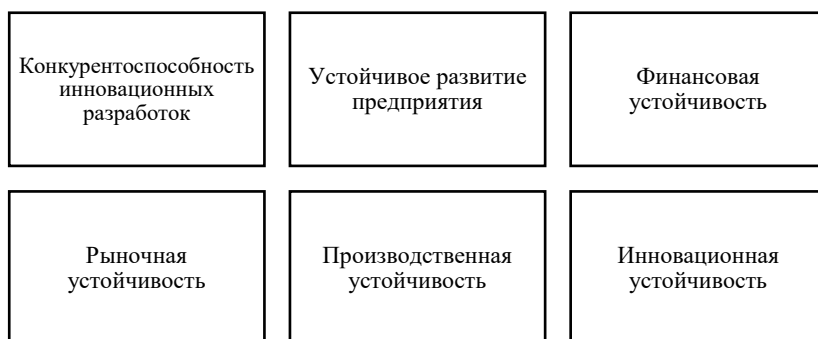 Конкурентоспособность
инновационных
разработок
Устойчивое развитие
предприятия
Финансовая
устойчивость
Рыночная
устойчивость
Производственная
устойчивость
Инновационная
устойчивость